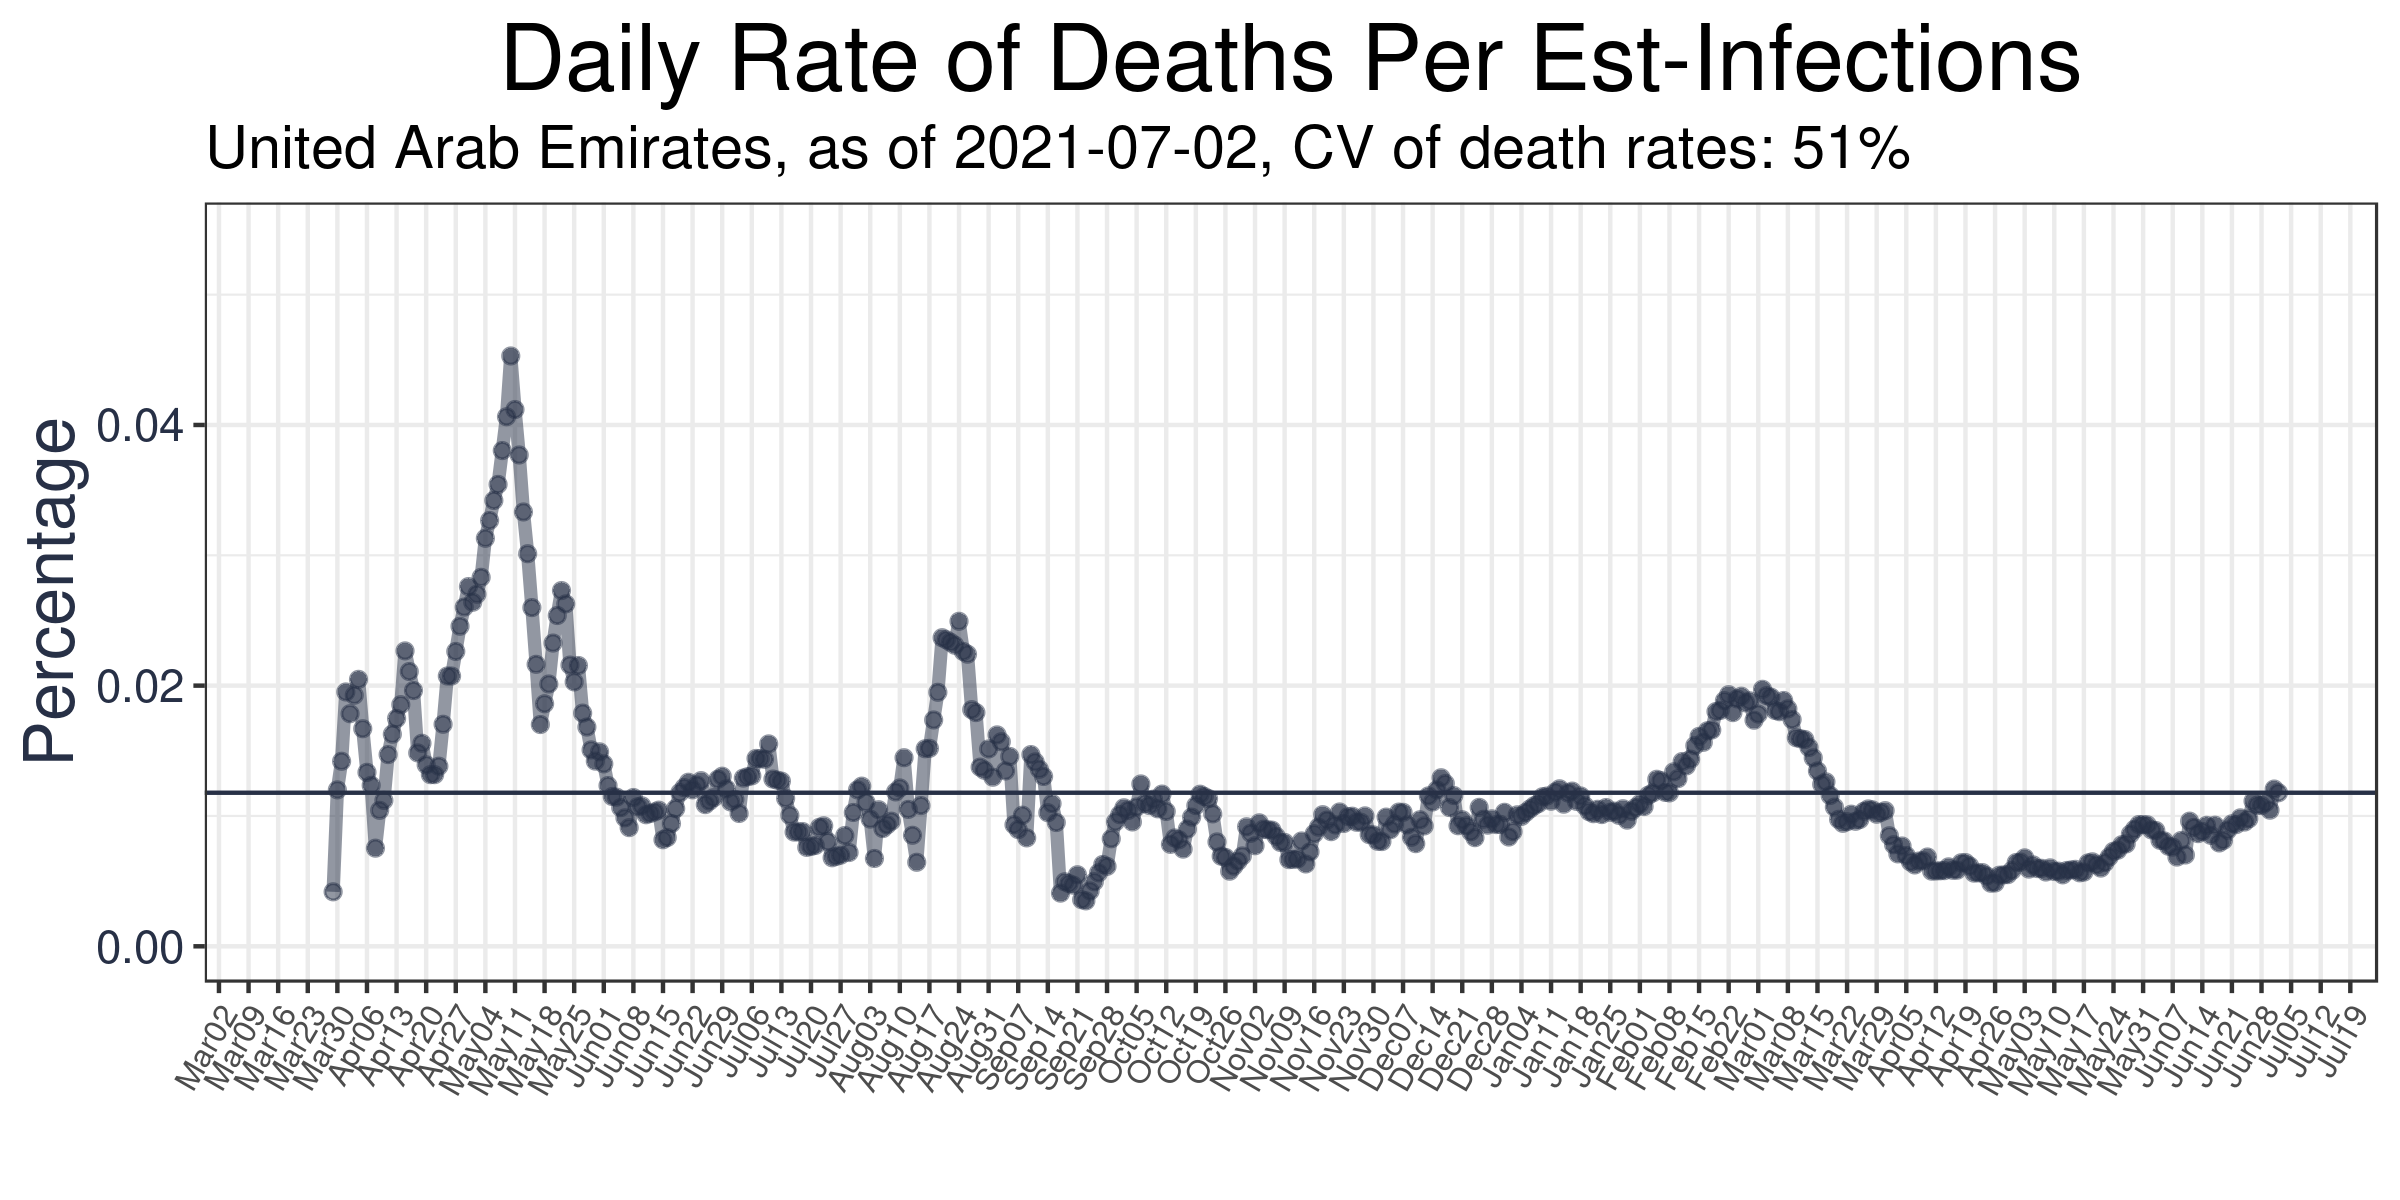 Daily Rate of Deaths Per Est-Infections
United Arab Emirates, as of 2021-07-02, CV of death rates: 51%
Percentage
0.04
0.02
0.00
Mar02 Mar09 Mar16 Mar23 Mar30 Apr06 Apr13 Apr20 Apr27 May04 May11 May18 May25 Jun01 Jun08 Jun15 Jun22 Jun29 Jul06 Jul13 Jul20 Jul27 Aug03 Aug10 Aug17 Aug24 Aug31 Sep07 Sep14 Sep21 Sep28 Oct05 Oct12 Oct19 Oct26 Nov02 Nov09 Nov16 Nov23 Nov30 Dec07 Dec14 Dec21 Dec28 Jan04 Jan11 Jan18 Jan25 Feb01 Feb08 Feb15 Feb22 Mar01 Mar08 Mar15 Mar22 Mar29 Apr05 Apr12 Apr19 Apr26 May03 May10 May17 May24 May31 Jun07 Jun14 Jun21 Jun28 Jul05 Jul12 Jul19